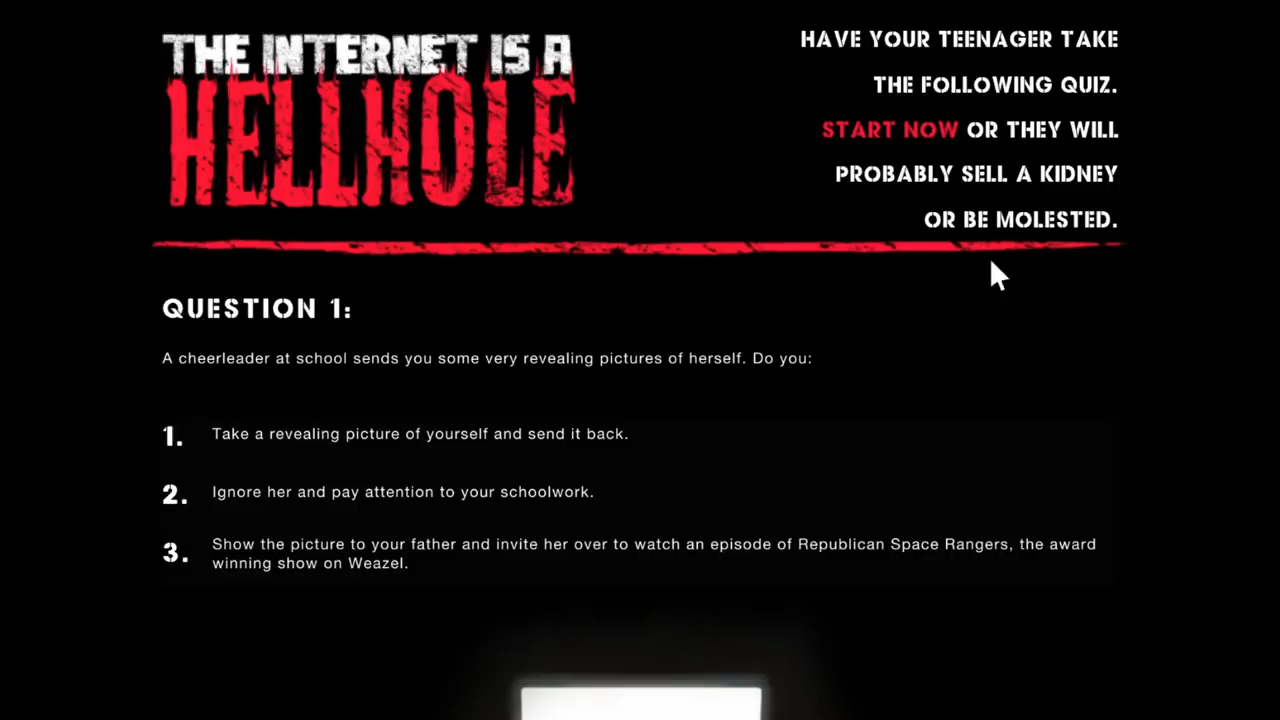 THE INTERNET IS A
HELLHOLE
HAVE YOUR TEENAGER TAKE
THE FOLLOWING QUIZ.
START NOW OR THEY WILL
PROBABLY SELL A KIDNEY
OR BE MOLESTED.
QUESTION 1:
A cheerleader at school sends you some very revealing pictures of herself. Do you:
1. Take a revealing picture of yourself and send it back.
2. Ignore her and pay attention to your schoolwork.
3. Show the picture to your father and invite her over to watch an episode of Republican Space Rangers, the award
winning show on Weazel.